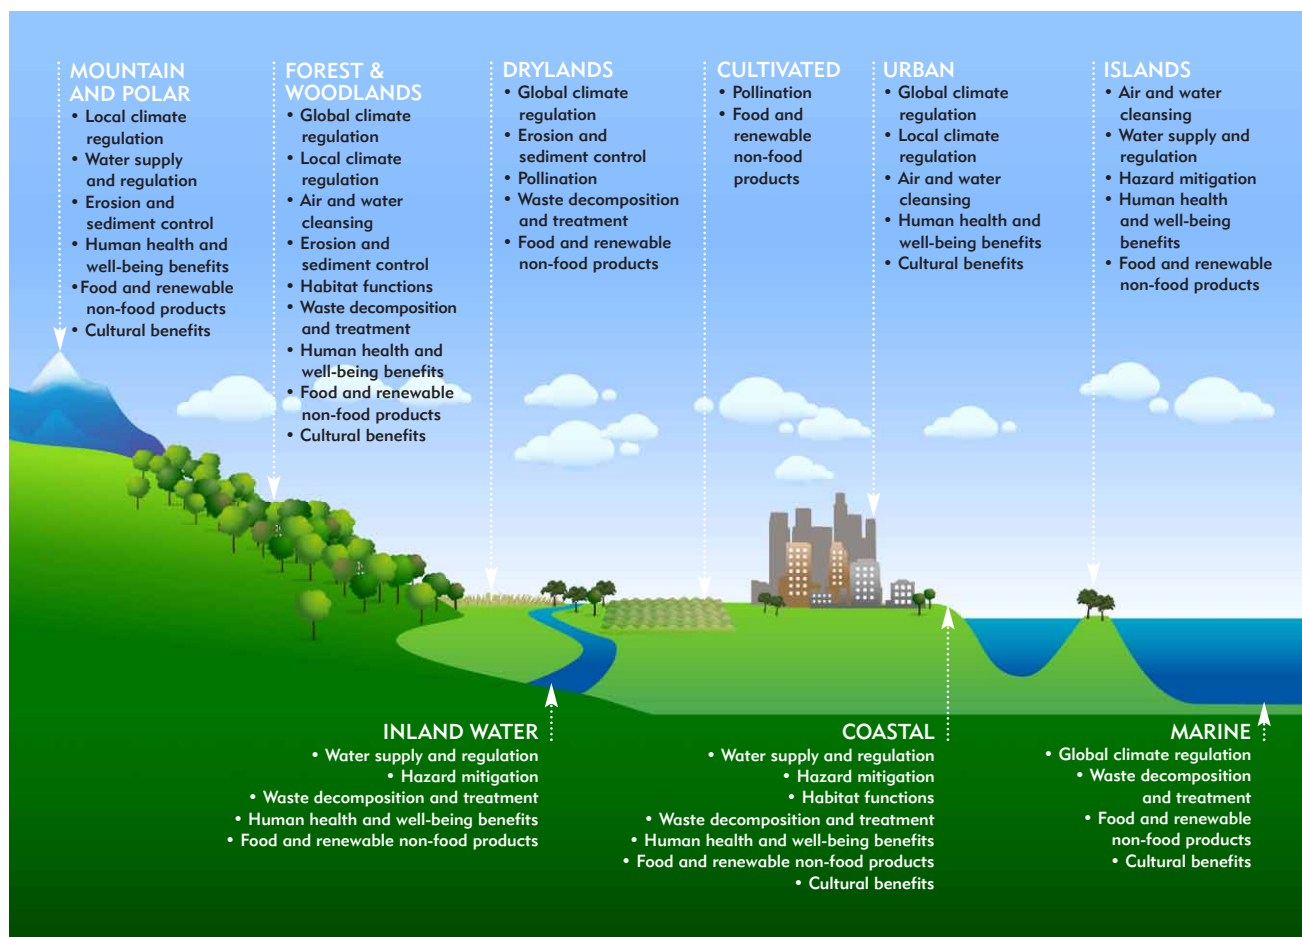 MOUNTAIN
AND POLAR
• Local climate
regulation
• Water supply
and regulation
• Erosion and
sediment control
• Human health and
well-being benefits
•Food and renewable
non-food products
• Cultural benefits
FOREST &
WOODLANDS
• Global climate
regulation
• Local climate
regulation
• Air and water
cleansing
• Erosion and
sediment control
• Habitat functions
• Waste decomposition
and treatment
• Human health and
well-being benefits
• Food and renewable
non-food products
• Cultural benefits
DRYLANDS
• Global climate
regulation
• Erosion and
sediment control
• Pollination
• Waste decomposition
and treatment
• Food and renewable
non-food products
CULTIVATED
• Pollination
• Food and
renewable
non-food
products
URBAN
• Global climate
regulation
• Local climate
regulation
• Air and water
cleansing
• Human health and
well-being benefits
• Cultural benefits
ISLANDS
• Air and water
cleansing
• Water supply and
regulation
• Hazard mitigation
• Human health
and well-being
benefits
• Food and renewable
non-food products
INLAND WATER
• Water supply and regulation
• Hazard mitigation
• Waste decomposition and treatment
• Human health and well-being benefits
• Food and renewable non-food products
COASTAL
• Water supply and regulation
• Hazard mitigation
• Habitat functions
• Waste decomposition and treatment
• Human health and well-being benefits
• Food and renewable non-food products
• Cultural benefits
MARINE
• Global climate regulation
• Waste decomposition
and treatment
• Food and renewable
non-food products
• Cultural benefits